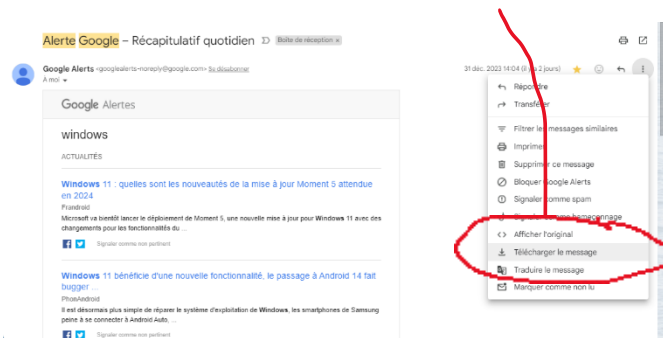 Alerte Google – Récapitulatif quotidien Boîte de réception ×
Google Alerts <googlealerts-noreply@google.com> Se désabonner
31 déc. 2023 14:04 (il y a 2 jours)
À moi
Google Alertes
windows
ACTUALITÉS
Windows 11 : quelles sont les nouveautés de la mise à jour Moment 5 attendue
en 2024
Frandroid
Microsoft va bientôt lancer le déploiement de Moment 5, une nouvelle mise à jour pour Windows 11 avec des
changements pour les fonctionnalités du ...
Signaler comme non pertinent
Windows 11 bénéficie d'une nouvelle fonctionnalité, le passage à Android 14 fait
bugger ...
PhonAndroid
Il est désormais plus simple de réparer le système d'exploitation de Windows, les smartphones de Samsung
peine à se connecter à Android Auto, ...
Signaler comme non pertinent
Répondre
Transférer
Filtrer les messages similaires
Imprimer
Supprimer ce message
Bloquer Google Alerts
Signaler comme spam
Signaler comme hameçonnage
Afficher l'original
Télécharger le message
Traduire le message
Marquer comme non lu